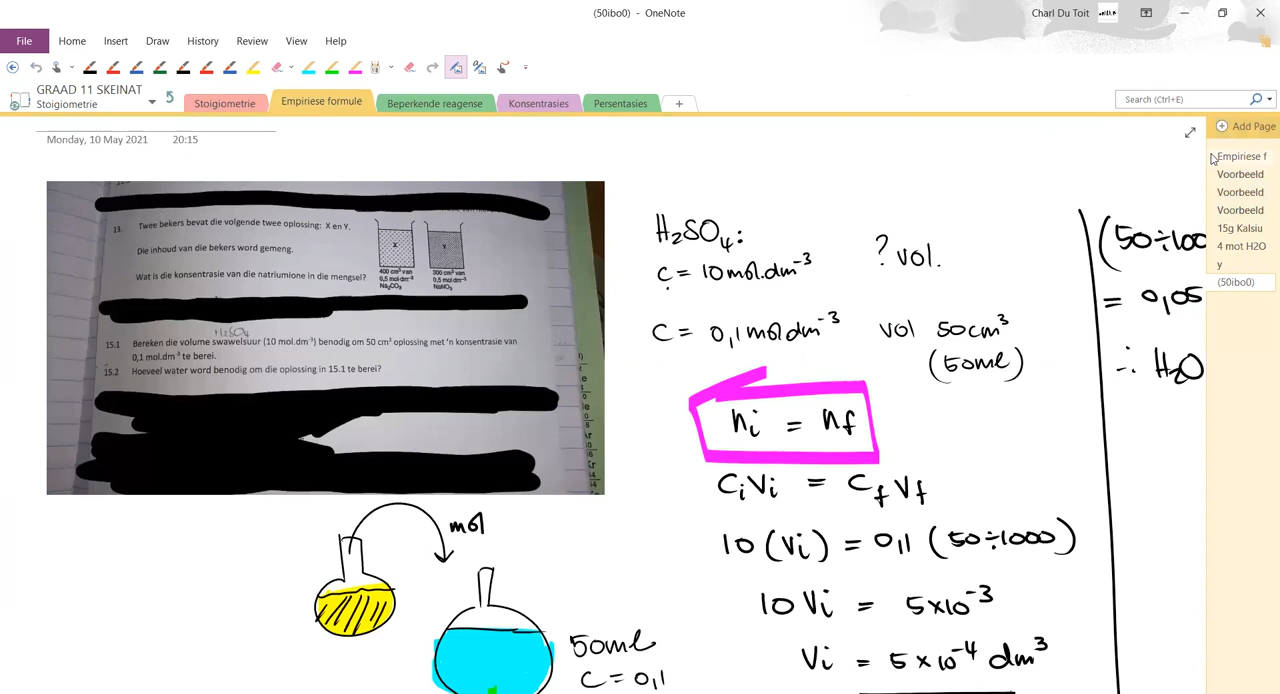 (50ibo0) - OneNote
Charl Du Toit
File
Home
Insert
Draw
History
Review
View
Help
GRAAD 11 SKEINAT
Stoigiometrie
Stoigiometrie
Empiriese formule
Beperkende reagense
Konsentrasies
Persentasies
+
Search (Ctrl+E)
Add Page
Monday, 10 May 2021
20:15
Empiriese f
Voorbeeld
Voorbeeld
Voorbeeld
15g Kalsiu
4 mot H2O
y
(50ibo0)
13. Twee bekers bevat die volgende twee oplossing: X en Y.
Die inhoud van die bekers word gemeng.
Wat is die konsentrasie van die natriumione in die mengsel?
X
Y
400 cm³ van
0,5 mol·dm⁻³
Na₂CO₃
300 cm³ van
0,5 mol·dm⁻³
NaNO₃
H₂SO₄
15.1 Bereken die volume swawelsuur (10 mol.dm⁻³) benodig om 50 cm³ oplossing met 'n konsentrasie van
0,1 mol.dm⁻³ te berei.
15.2 Hoeveel water word benodig om die oplossing in 15.1 te berei?
H₂SO₄:
c = 10 mol.dm⁻³ ? vol.
c = 0,1 mol dm⁻³ vol 50cm³
(50ml)
ni = nf
CiVi = CfVf
10 (Vi) = 0,1 (50÷1000)
10 Vi = 5×10⁻³
Vi = 5×10⁻⁴ dm³
mol
50ml
C = 0,1
(50÷100
= 0,05
∴ H₂O